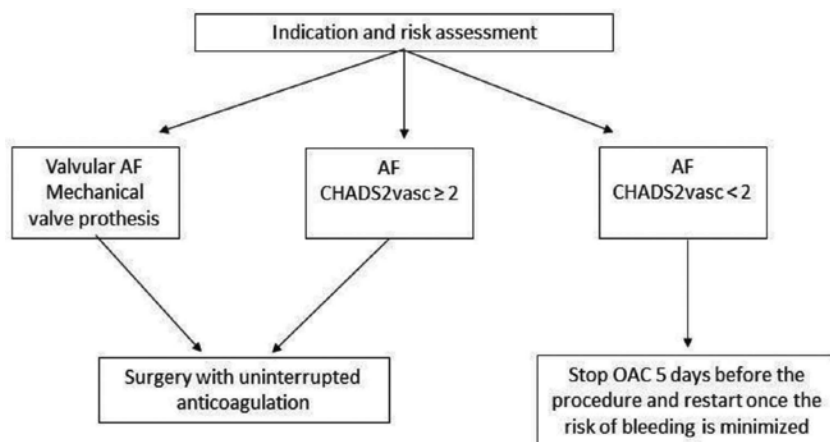 Indication and risk assessment
Valvular AF
Mechanical
valve prothesis
AF
CHADS2vasc ≥ 2
AF
CHADS2vasc < 2
Surgery with uninterrupted
anticoagulation
Stop OAC 5 days before the
procedure and restart once the
risk of bleeding is minimized